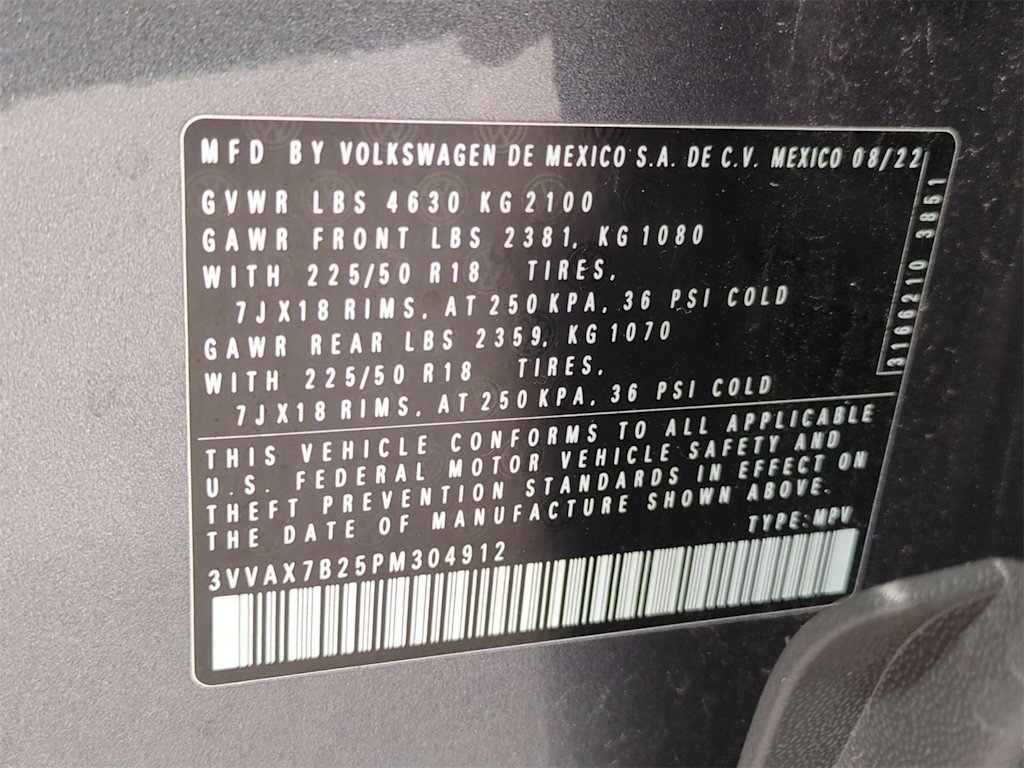 MFD BY VOLKSWAGEN DE MEXICO S.A. DE C.V. MEXICO 08/22
GVWR LBS 4630 KG 2100
GAWR FRONT LBS 2381, KG 1080
WITH 225/50 R18 TIRES,
7JX18 RIMS, AT 250 KPA, 36 PSI COLD
GAWR REAR LBS 2359, KG 1070
WITH 225/50 R18 TIRES,
7JX18 RIMS, AT 250 KPA, 36 PSI COLD
3166210 3851
THIS VEHICLE CONFORMS TO ALL APPLICABLE
U.S. FEDERAL MOTOR VEHICLE SAFETY AND
THEFT PREVENTION STANDARDS IN EFFECT ON
THE DATE OF MANUFACTURE SHOWN ABOVE.
TYPE: MPV
3VVAX7B25PM304912